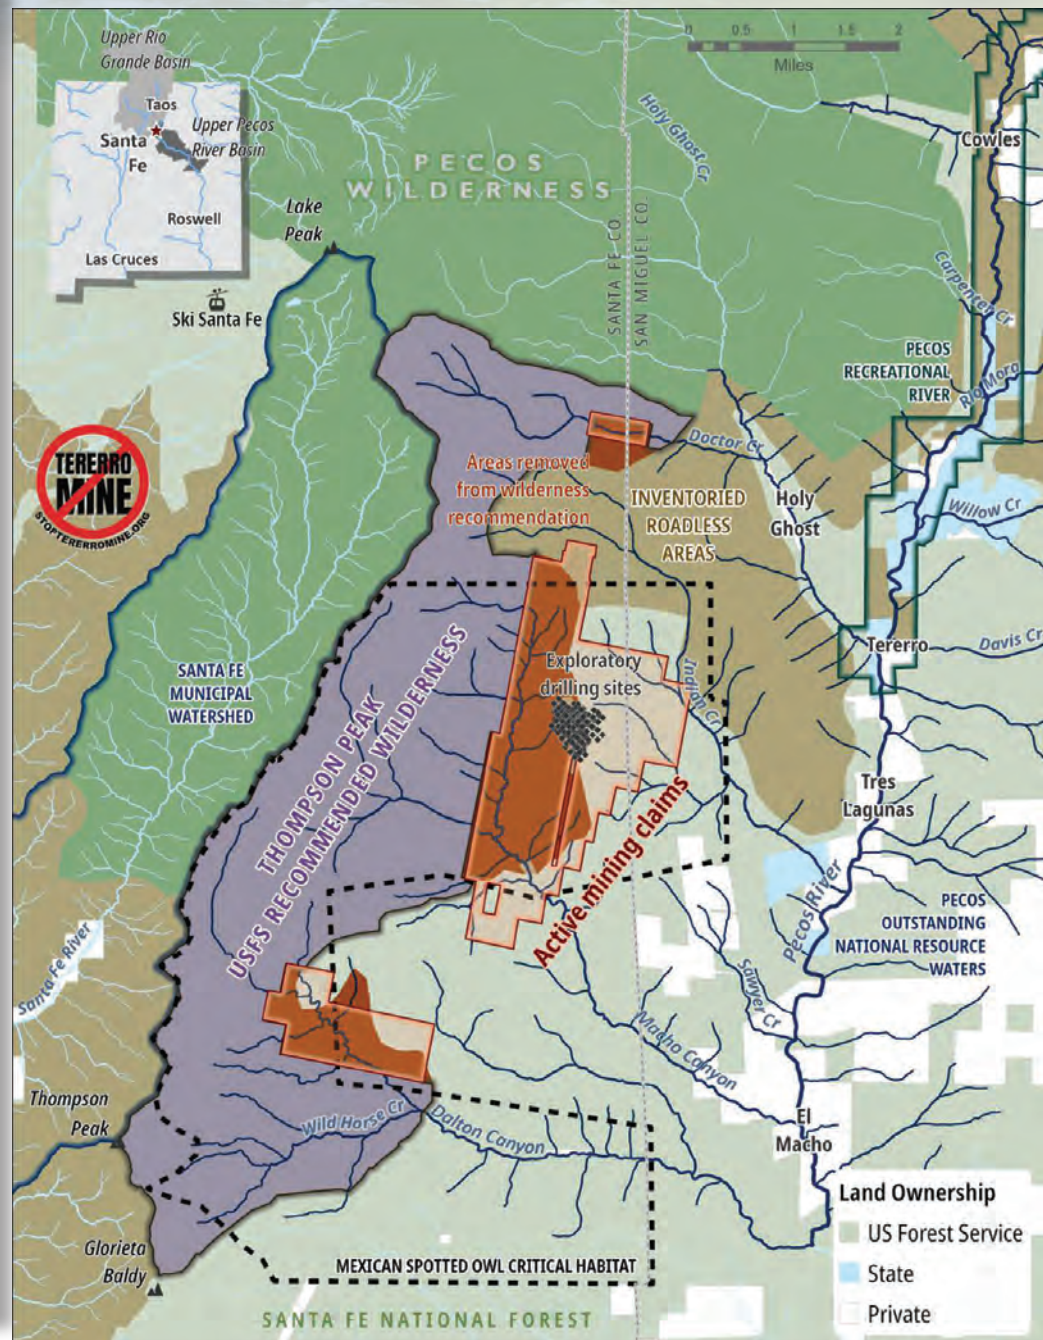 Upper Rio
Grande Basin
Taos
Santa
Fe
Upper Pecos
River Basin
Roswell
Las Cruces
0
0.5
1
1.5
2
Miles
Holy Ghost Cr
Cowles
PECOS
WILDERNESS
Lake
Peak
Ski Santa Fe
SANTA FE CO.
SAN MIGUEL CO.
Carpenter Cr
PECOS
RECREATIONAL
RIVER
Rio Mora
TERERRO
MINE
STOPTERERROMINE.ORG
Doctor Cr
Areas removed
from wilderness
recommendation
INVENTORIED
ROADLESS
AREAS
Holy
Ghost
Willow Cr
Tererro
Davis Cr
SANTA FE
MUNICIPAL
WATERSHED
THOMPSON PEAK
USFS RECOMMENDED WILDERNESS
Exploratory
drilling sites
Indian Cr
Tres
Lagunas
Active mining claims
Pecos River
PECOS
OUTSTANDING
NATIONAL RESOURCE
WATERS
Santa Fe River
Sawyer Cr
Macho Canyon
Thompson
Peak
Wild Horse Cr
Dalton Canyon
El
Macho
Glorieta
Baldy
MEXICAN SPOTTED OWL CRITICAL HABITAT
SANTA FE NATIONAL FOREST
Land Ownership
US Forest Service
State
Private